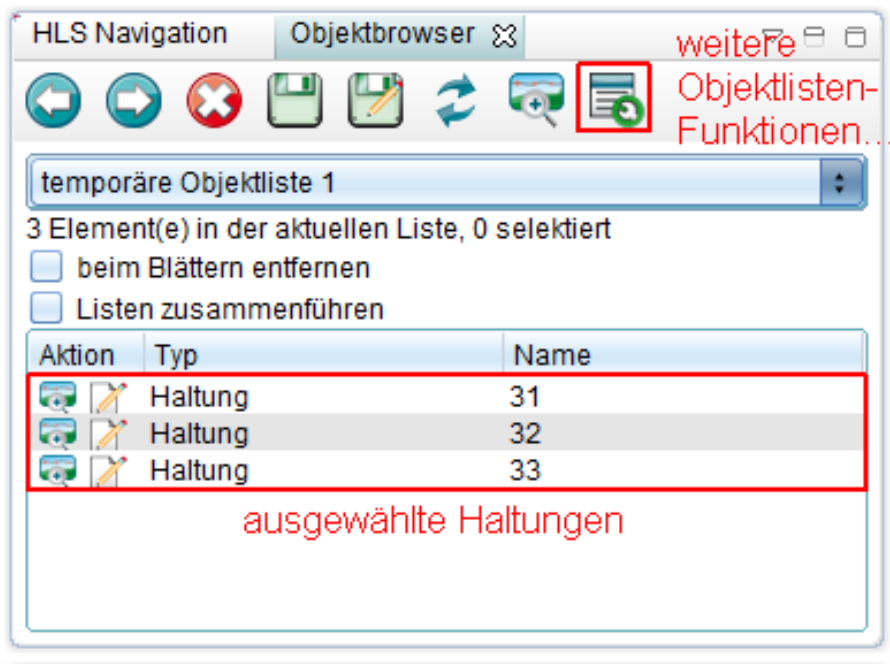 HLS Navigation Objektbrowser
weitere
Objektlisten-
Funktionen...
temporäre Objektliste 1
3 Element(e) in der aktuellen Liste, 0 selektiert
beim Blättern entfernen
Listen zusammenführen
Aktion Typ Name
Haltung 31
Haltung 32
Haltung 33
ausgewählte Haltungen